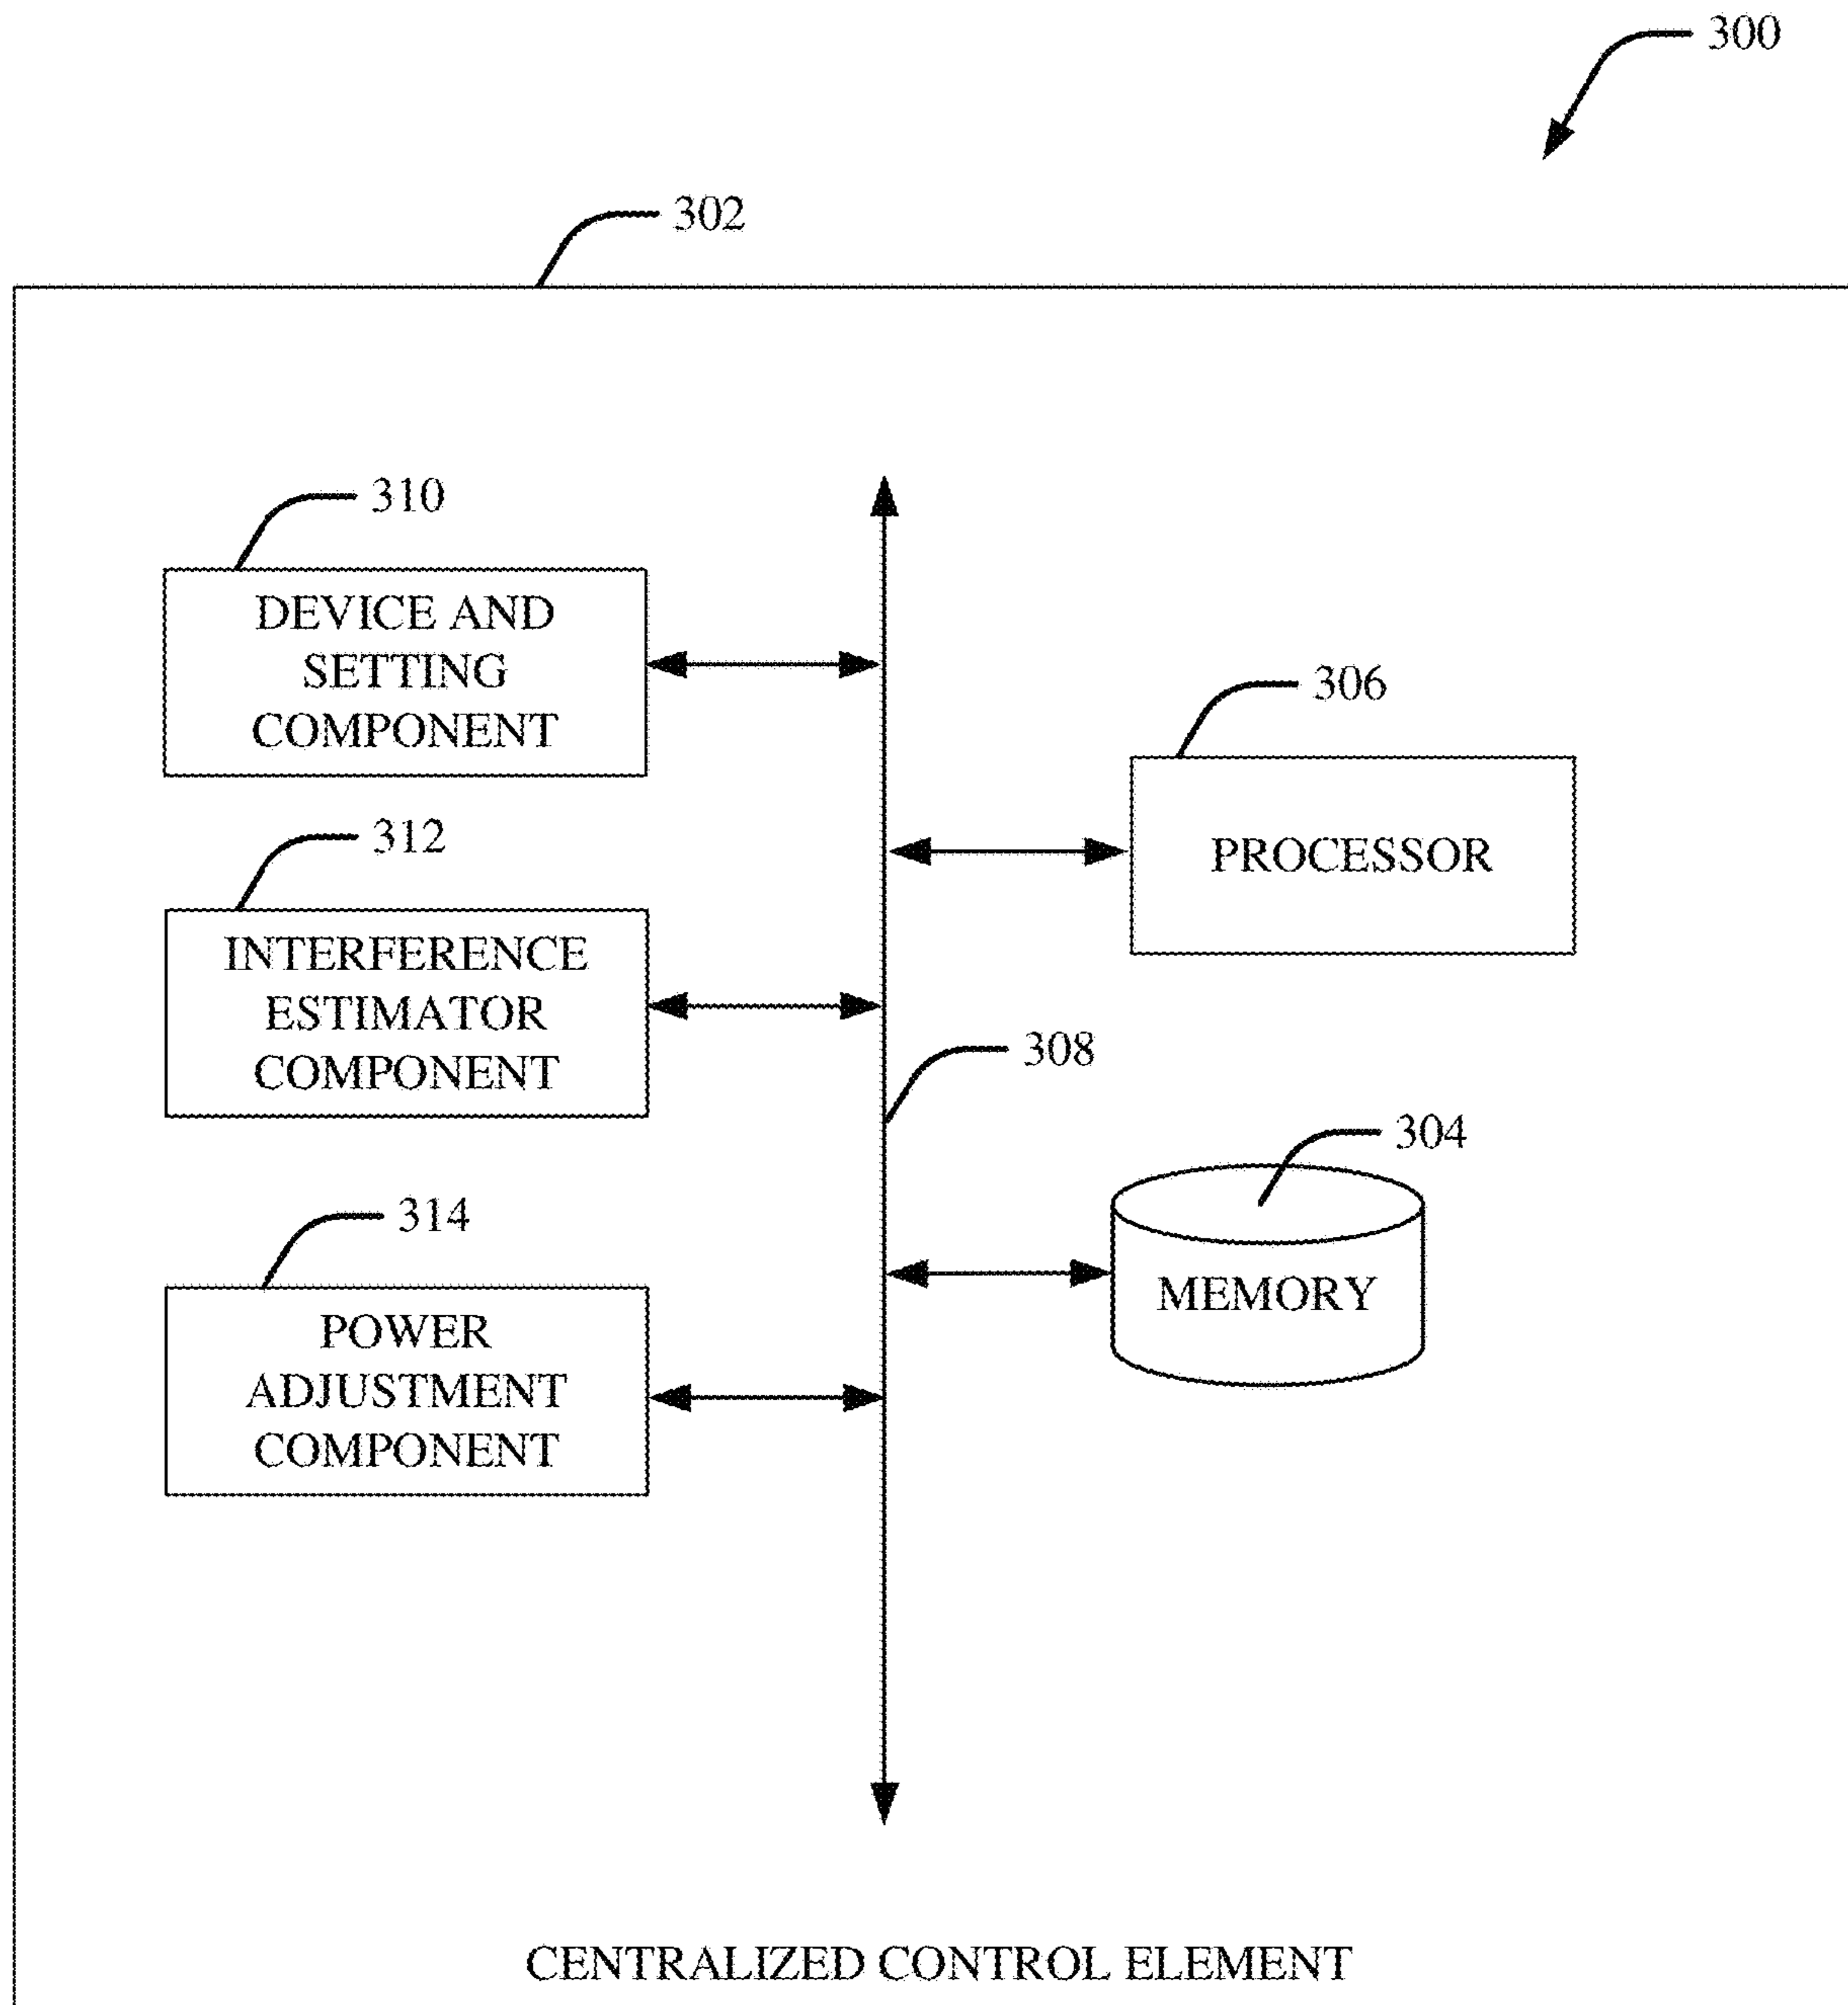 300
302
310
DEVICE AND
SETTING
COMPONENT
306
PROCESSOR
312
INTERFERENCE
ESTIMATOR
COMPONENT
308
304
MEMORY
314
POWER
ADJUSTMENT
COMPONENT
CENTRALIZED CONTROL ELEMENT